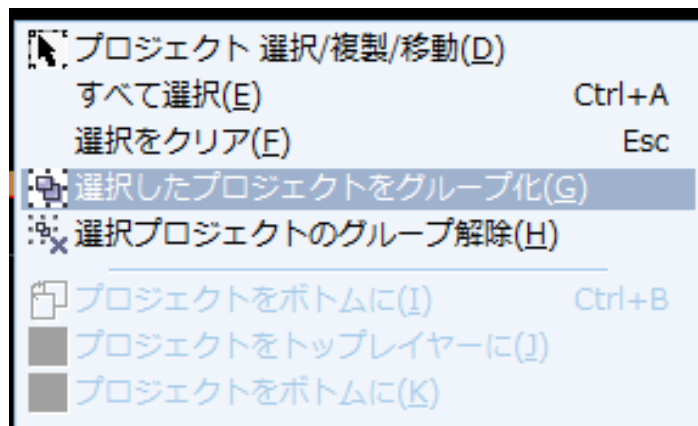 プロジェクト 選択/複製/移動(D)
すべて選択(E) Ctrl+A
選択をクリア(F) Esc
選択したプロジェクトをグループ化(G)
選択プロジェクトのグループ解除(H)
プロジェクトをボトムに(I) Ctrl+B
プロジェクトをトップレイヤーに(J)
プロジェクトをボトムに(K)